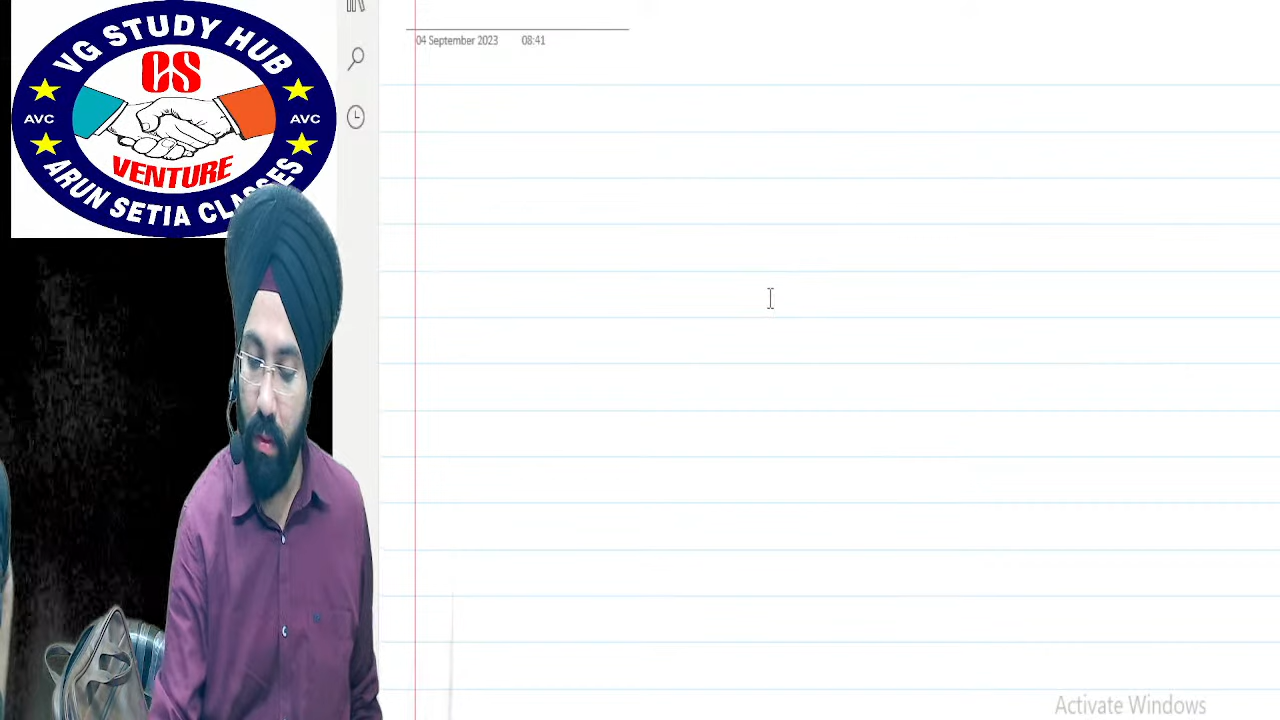 VG STUDY HUB
CS
AVC
AVC
VENTURE
ARUN SETIA CLASSES
04 September 2023 08:41
Activate Windows